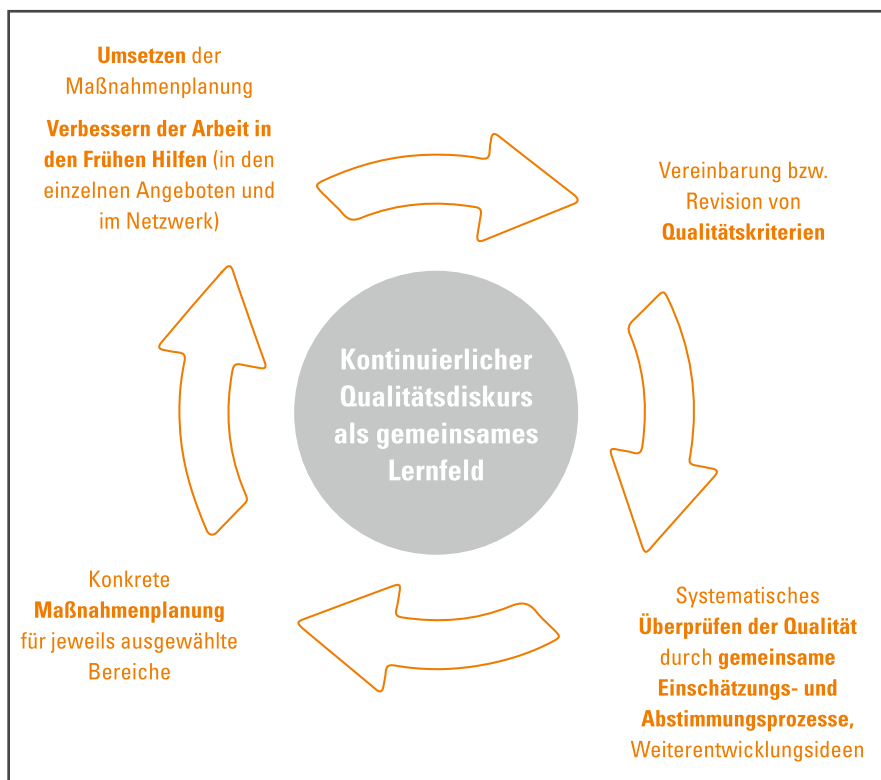 Umsetzen der
Maßnahmenplanung
Verbessern der Arbeit in
den Frühen Hilfen (in den
einzelnen Angeboten und
im Netzwerk)
Vereinbarung bzw.
Revision von
Qualitätskriterien
Kontinuierlicher
Qualitätsdiskurs
als gemeinsames
Lernfeld
Konkrete
Maßnahmenplanung
für jeweils ausgewählte
Bereiche
Systematisches
Überprüfen der Qualität
durch gemeinsame
Einschätzungs- und
Abstimmungsprozesse,
Weiterentwicklungsideen